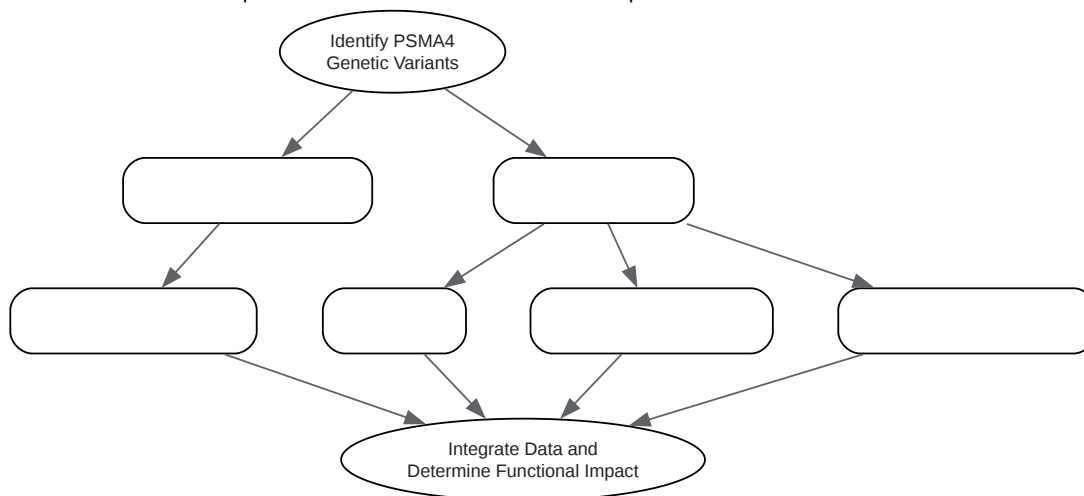 Identify PSMA4
Genetic Variants
Integrate Data and
Determine Functional Impact